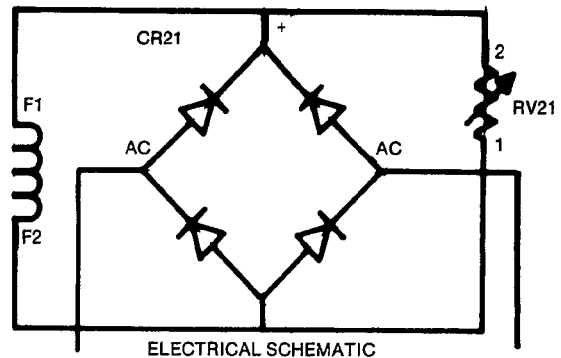 CR21
+
2
RV21
1
F1
AC
AC
F2
ELECTRICAL SCHEMATIC